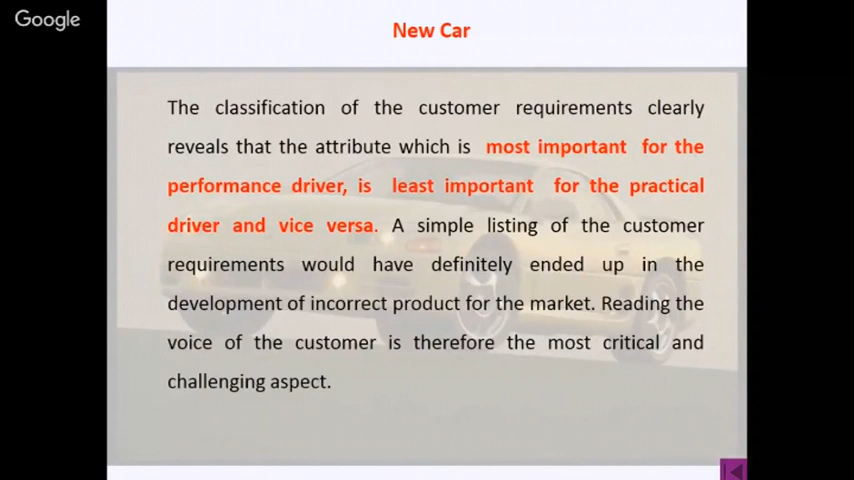 Google
New Car
The classification of the customer requirements clearly
reveals that the attribute which is most important for the
performance driver, is least important for the practical
driver and vice versa. A simple listing of the customer
requirements would have definitely ended up in the
development of incorrect product for the market. Reading the
voice of the customer is therefore the most critical and
challenging aspect.